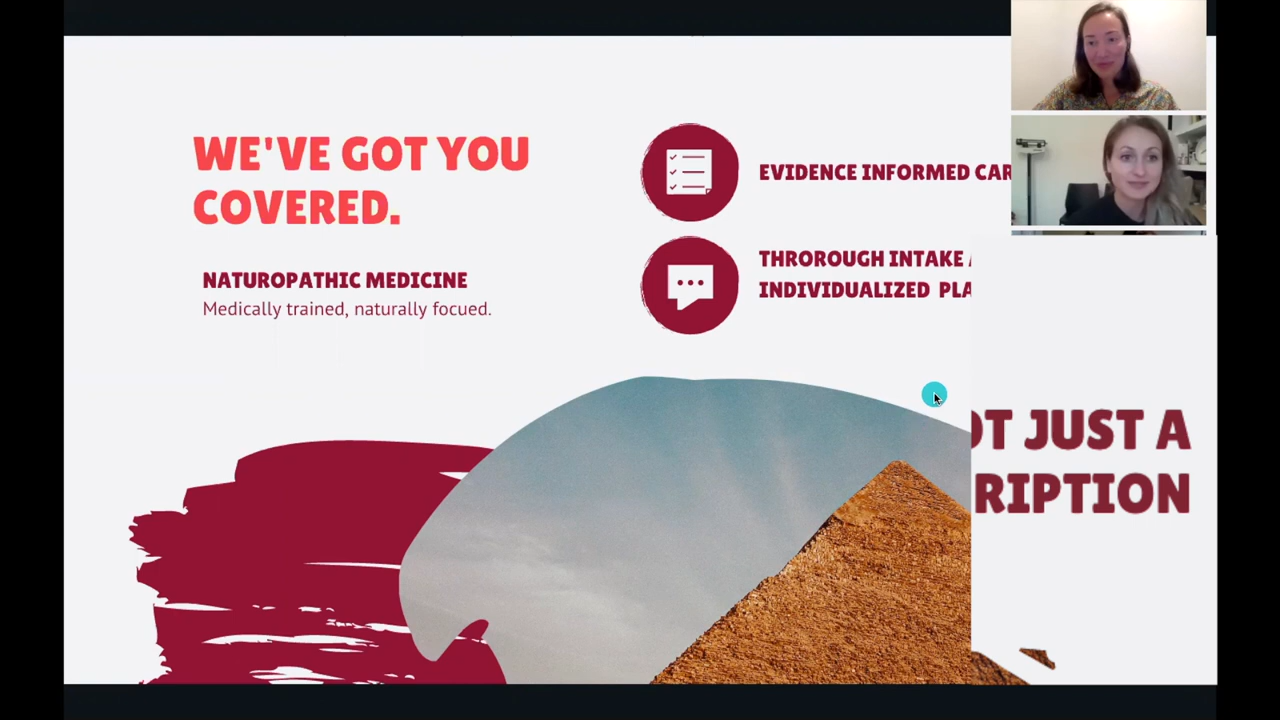 WE'VE GOT YOU
COVERED.
NATUROPATHIC MEDICINE
Medically trained, naturally focued.
EVIDENCE INFORMED CAR
THROROUGH INTAKE
INDIVIDUALIZED PLA
OT JUST A
RIPTION